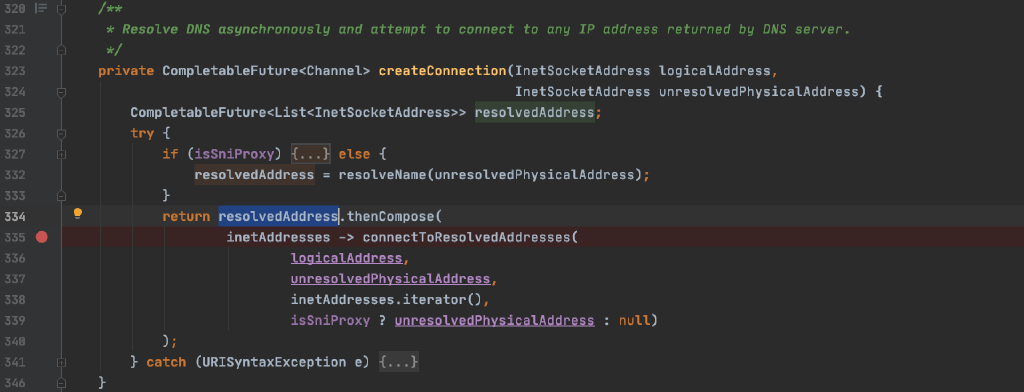 320 /**
321 * Resolve DNS asynchronously and attempt to connect to any IP address returned by DNS server.
322 */
323 private CompletableFuture<Channel> createConnection(InetSocketAddress logicalAddress,
324 InetSocketAddress unresolvedPhysicalAddress) {
325 CompletableFuture<List<InetSocketAddress>> resolvedAddress;
326 try {
327 if (isSniProxy) {...} else {
332 resolvedAddress = resolveName(unresolvedPhysicalAddress);
333 }
334 return resolvedAddress.thenCompose(
335 inetAddresses -> connectToResolvedAddresses(
336 logicalAddress,
337 unresolvedPhysicalAddress,
338 inetAddresses.iterator(),
339 isSniProxy ? unresolvedPhysicalAddress : null)
340 );
341 } catch (URISyntaxException e) {...}
346 }